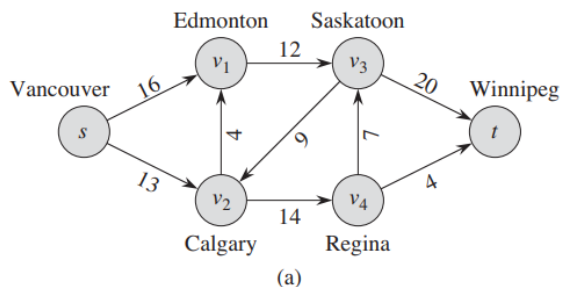 Edmonton Saskatoon
Vancouver 16 v1 12 v3 20 Winnipeg
s 4 9 7 t
13 v2 14 v4 4
Calgary Regina
(a)